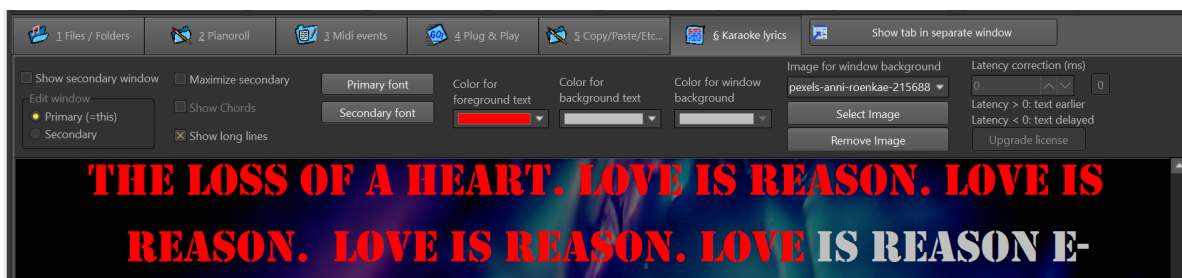 1 Files / Folders
2 Pianoroll
3 Midi events
GO!
4 Plug & Play
5 Copy/Paste/Etc...
6 Karaoke lyrics
Show tab in separate window
Show secondary window
Edit window
Primary (=this)
Secondary
Maximize secondary
Show Chords
Show long lines
Primary font
Secondary font
Color for
foreground text
Color for
background text
Color for window
background
Image for window background
pexels-anni-roenkae-215688
Select Image
Remove Image
Latency correction (ms)
0
0
Latency > 0: text earlier
Latency < 0: text delayed
Upgrade license
THE LOSS OF A HEART. LOVE IS REASON. LOVE IS
REASON. LOVE IS REASON. LOVE IS REASON E-